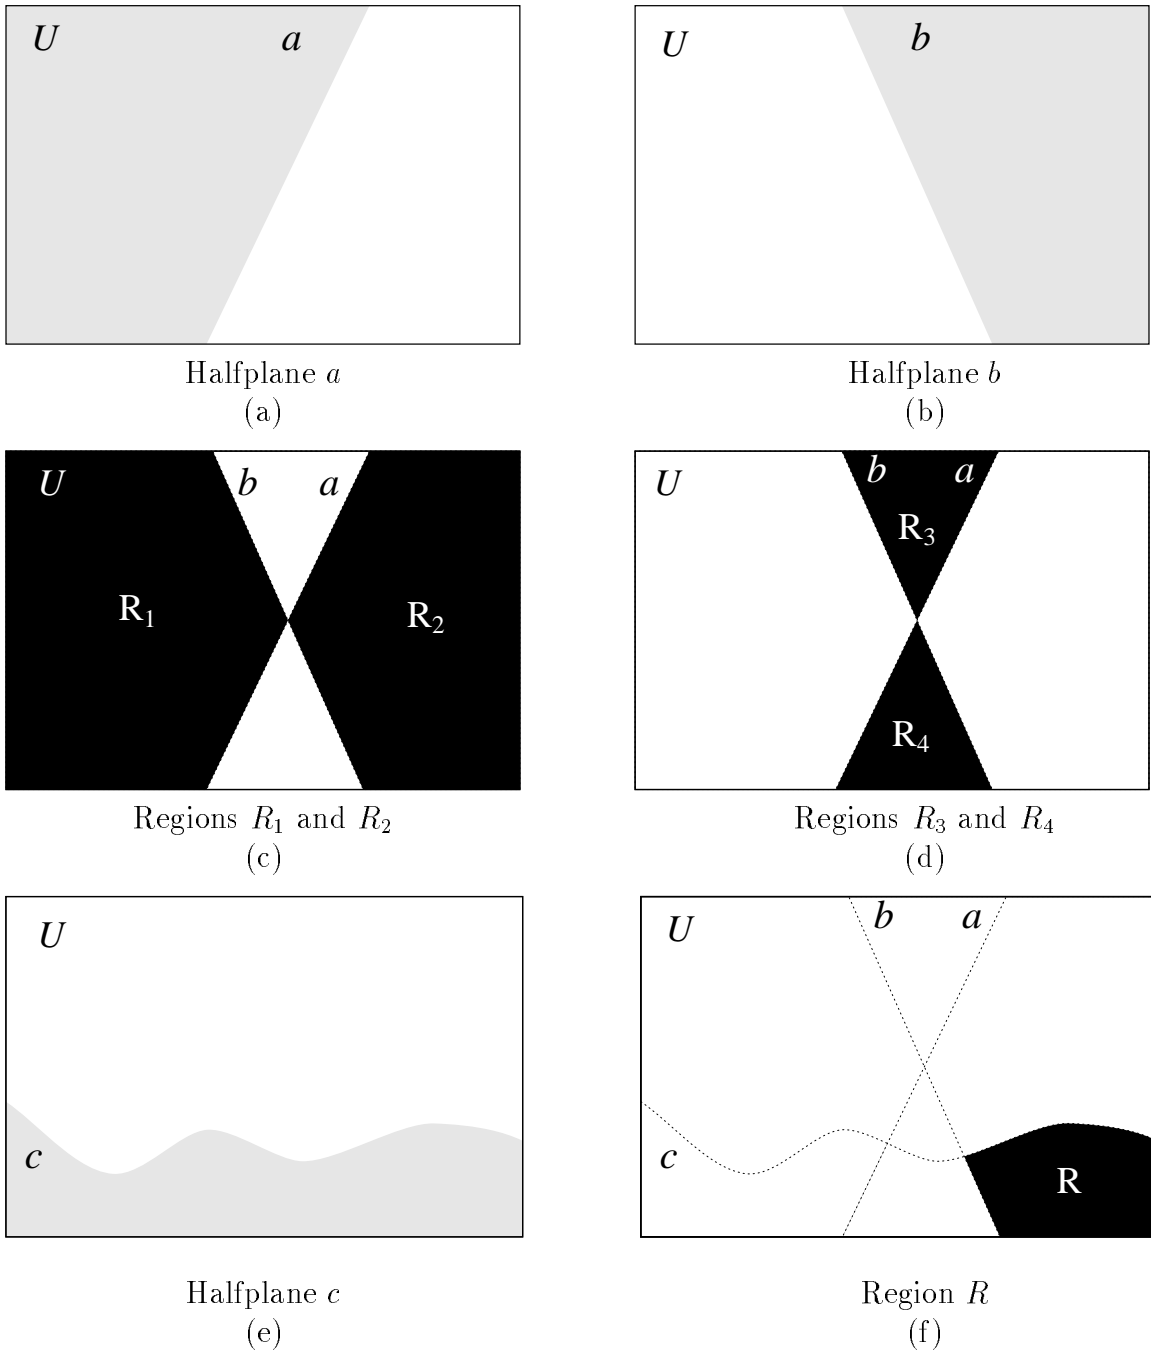 U a
U b
Halfplane a
(a)
Halfplane b
(b)
U b a
R₁ R₂
U b a
R₃
R₄
Regions R₁ and R₂
(c)
Regions R₃ and R₄
(d)
U
c
U b a
c R
Halfplane c
(e)
Region R
(f)